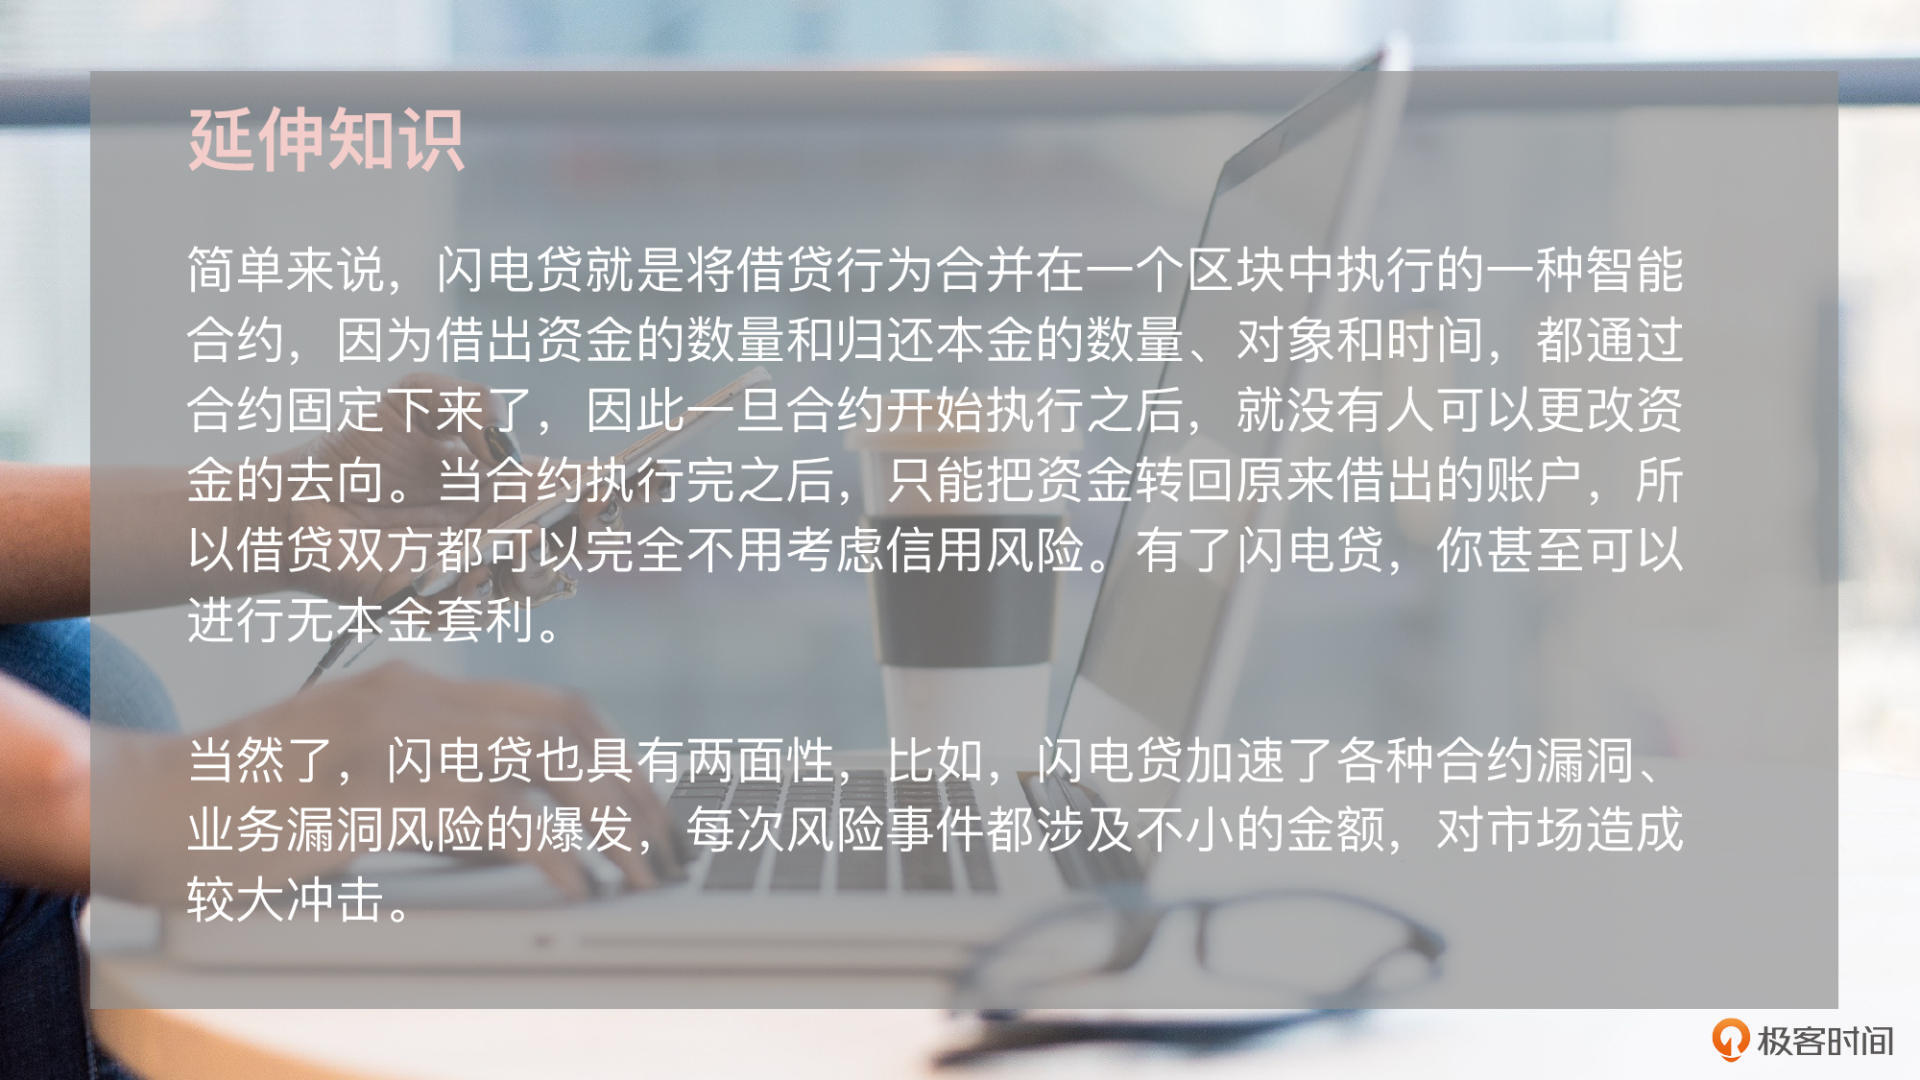 延伸知识
简单来说，闪电贷就是将借贷行为合并在一个区块中执行的一种智能
合约，因为借出资金的数量和归还本金的数量、对象和时间，都通过
合约固定下来了，因此一旦合约开始执行之后，就没有人可以更改资
金的去向。当合约执行完之后，只能把资金转回原来借出的账户，所
以借贷双方都可以完全不用考虑信用风险。有了闪电贷，你甚至可以
进行无本金套利。
当然了，闪电贷也具有两面性，比如，闪电贷加速了各种合约漏洞、
业务漏洞风险的爆发，每次风险事件都涉及不小的金额，对市场造成
较大冲击。
极客时间